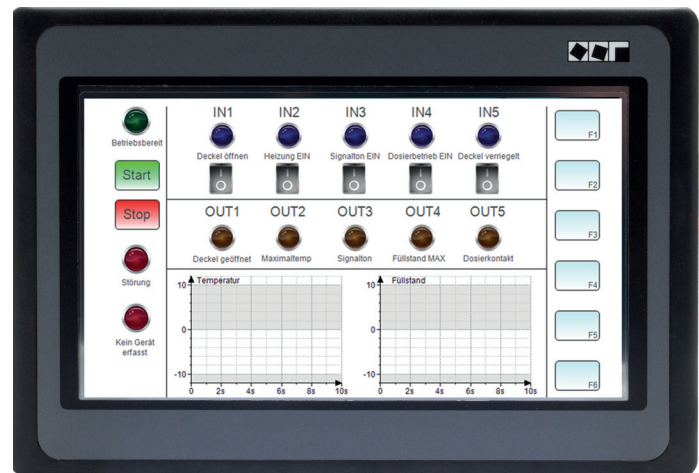 Betriebsbereit
Start
Stop
Störung
Kein Gerät
erfasst
IN1 IN2 IN3 IN4 IN5
Deckel öffnen Heizung EIN Signalton EIN Dosierbetrieb EIN Deckel verriegelt
OUT1 OUT2 OUT3 OUT4 OUT5
Deckel geöffnet Maximaltemp Signalton Füllstand MAX Dosierkontakt
Temperatur
10
0
-10
0 2s 4s 6s 8s 10s
Füllstand
10
0
-10
0 2s 4s 6s 8s 10s
F1
F2
F3
F4
F5
F6